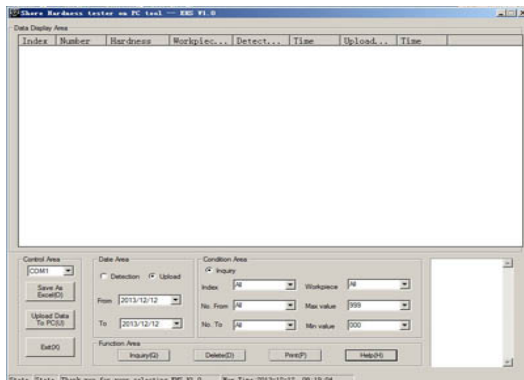 Shore Hardness tester on PC tool -- EMS V1.0
Data Display Area
Index Number Hardness Workpiec... Detect... Time Upload... Time
Control Area
COM1
Save As
Excel(O)
Upload Data
To PC(U)
Exit(X)
Date Area
Detection Upload
From 2013/12/12
To 2013/12/12
Condition Area
Inquiry
Index All Workpiece All
No. From All Max value 999
No. To All Min value 000
Function Area
Inquiry(Q) Delete(D) Print(P) Help(H)